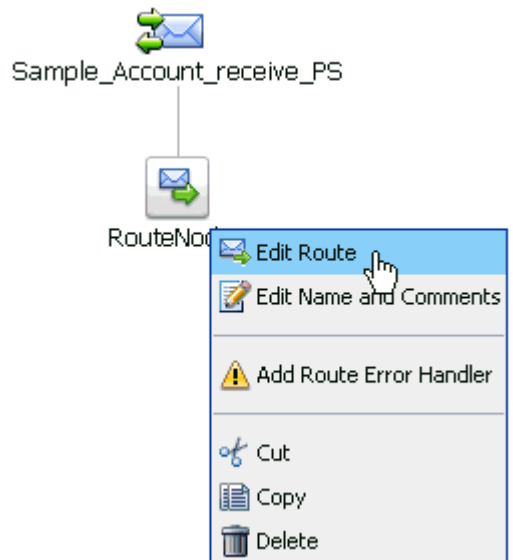 Sample_Account_receive_PS
RouteNod
Edit Route
Edit Name and Comments
Add Route Error Handler
Cut
Copy
Delete